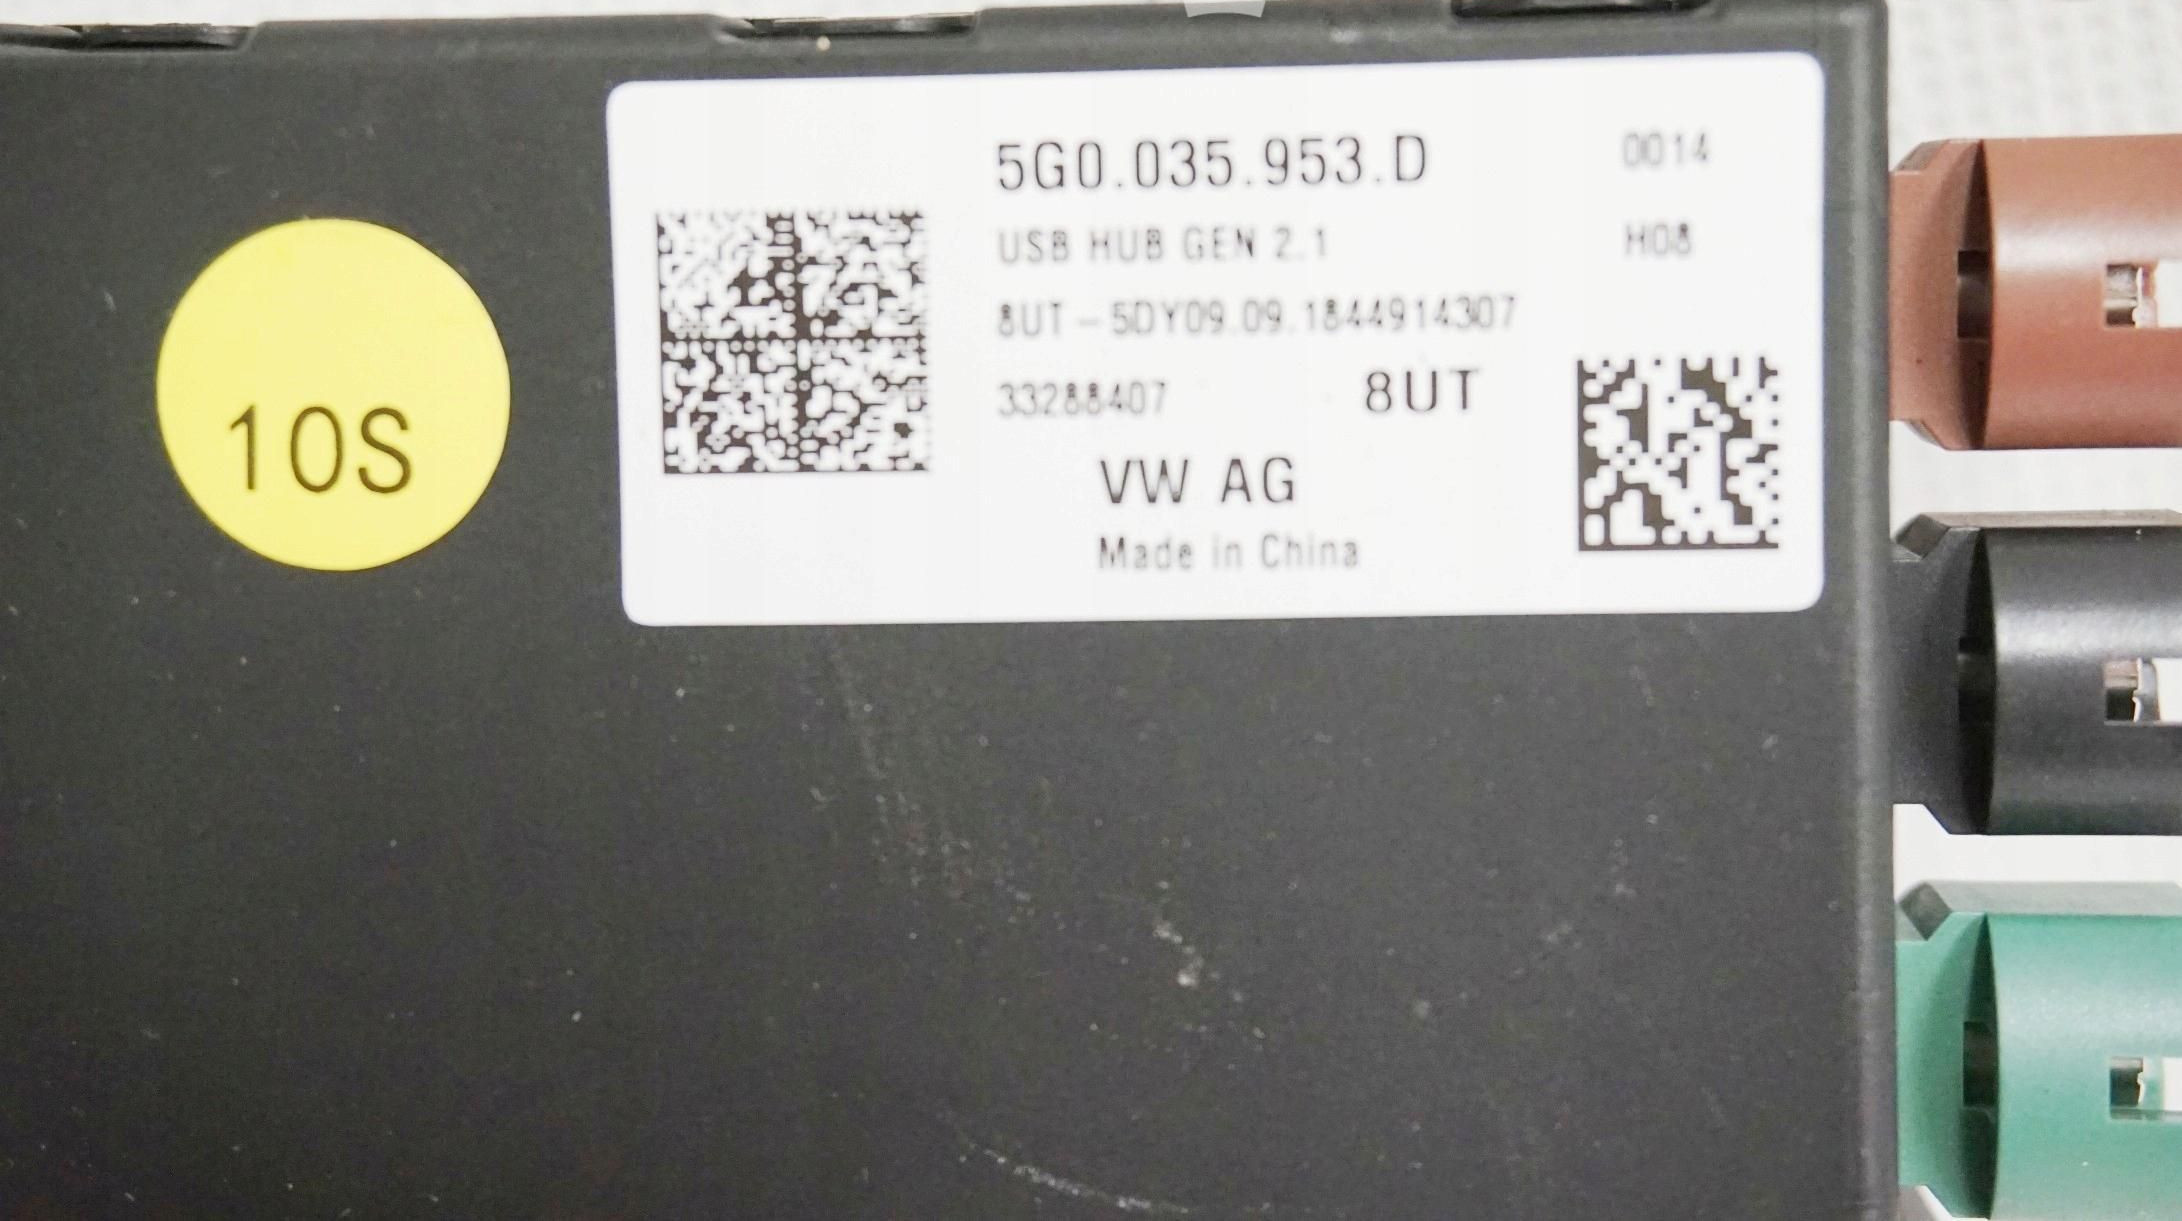 5G0.035.953.D 0014
USB HUB GEN 2.1 H08
8UT-5DY09.09.1844914307
33288407 8UT
VW AG
Made in China
10S